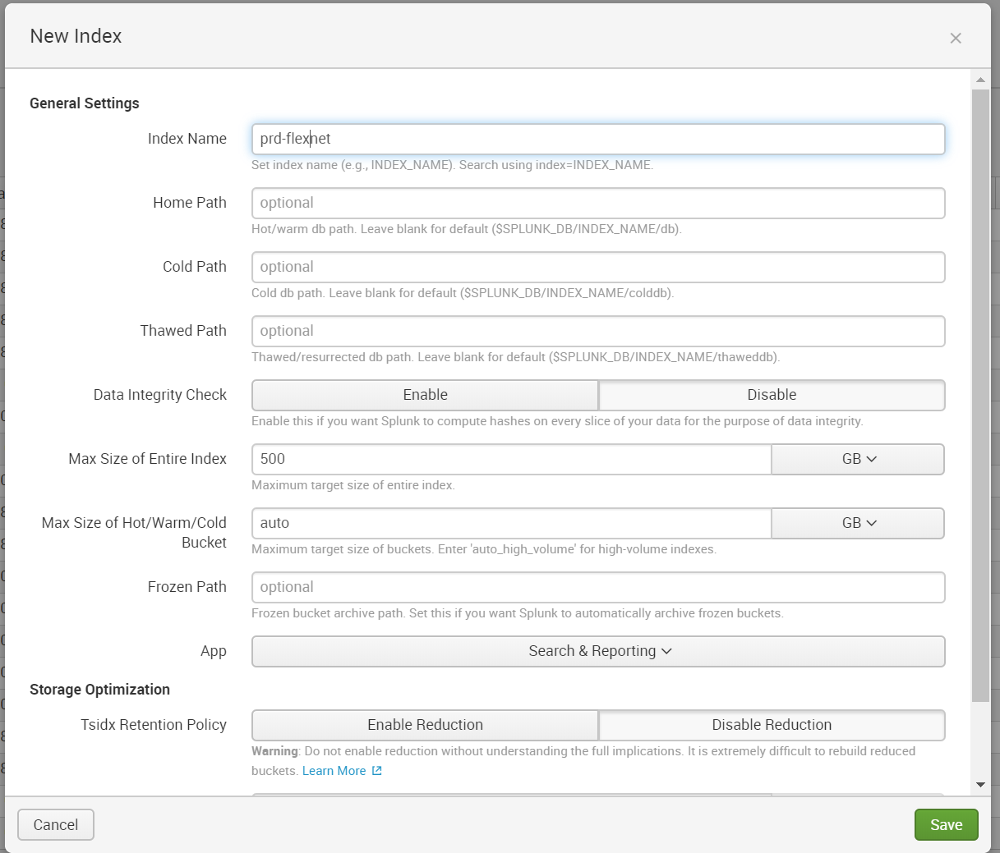 New Index
×
General Settings
Index Name
prd-flexnet
Set index name (e.g., INDEX_NAME). Search using index=INDEX_NAME.
Home Path
optional
Hot/warm db path. Leave blank for default ($SPLUNK_DB/INDEX_NAME/db).
Cold Path
optional
Cold db path. Leave blank for default ($SPLUNK_DB/INDEX_NAME/colddb).
Thawed Path
optional
Thawed/resurrected db path. Leave blank for default ($SPLUNK_DB/INDEX_NAME/thaweddb).
Data Integrity Check
Enable
Disable
Enable this if you want Splunk to compute hashes on every slice of your data for the purpose of data integrity.
Max Size of Entire Index
500
GB
Maximum target size of entire index.
Max Size of Hot/Warm/Cold
Bucket
auto
GB
Maximum target size of buckets. Enter 'auto_high_volume' for high-volume indexes.
Frozen Path
optional
Frozen bucket archive path. Set this if you want Splunk to automatically archive frozen buckets.
App
Search & Reporting
Storage Optimization
Tsidx Retention Policy
Enable Reduction
Disable Reduction
Warning: Do not enable reduction without understanding the full implications. It is extremely difficult to rebuild reduced
buckets. Learn More
Cancel
Save